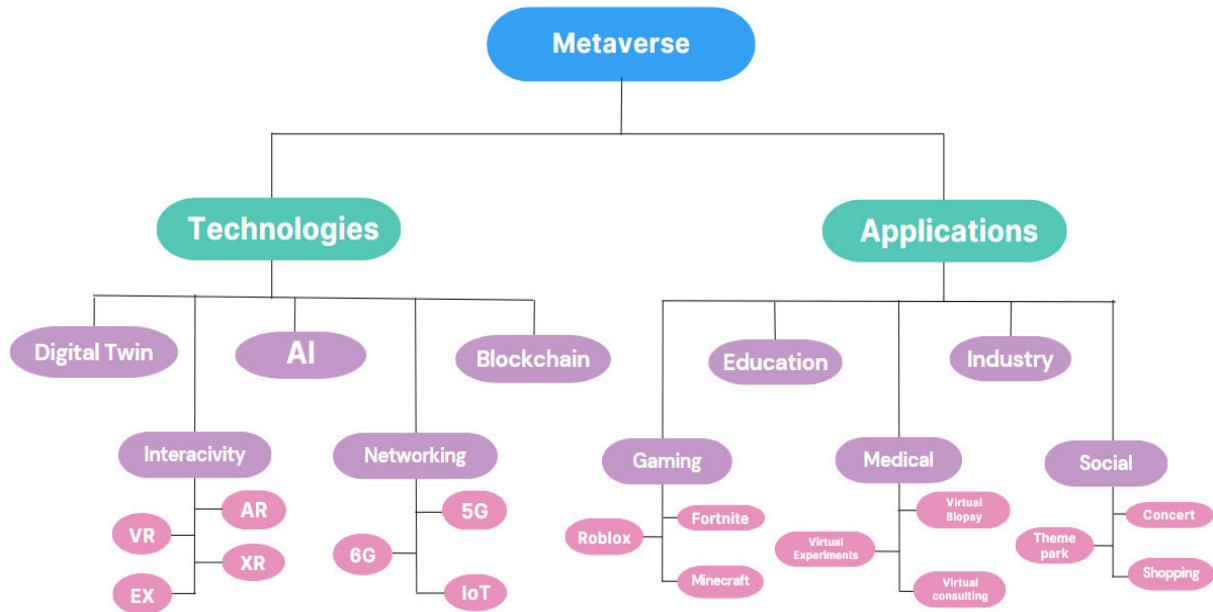 Metaverse
Technologies
Applications
Digital Twin
AI
Blockchain
Education
Industry
Interacivity
Networking
Gaming
Medical
Social
AR
VR
XR
EX
5G
6G
IoT
Fortnite
Roblox
Minecraft
Virtual
Biopsy
Virtual
Experiments
Virtual
consulting
Concert
Theme
park
Shopping